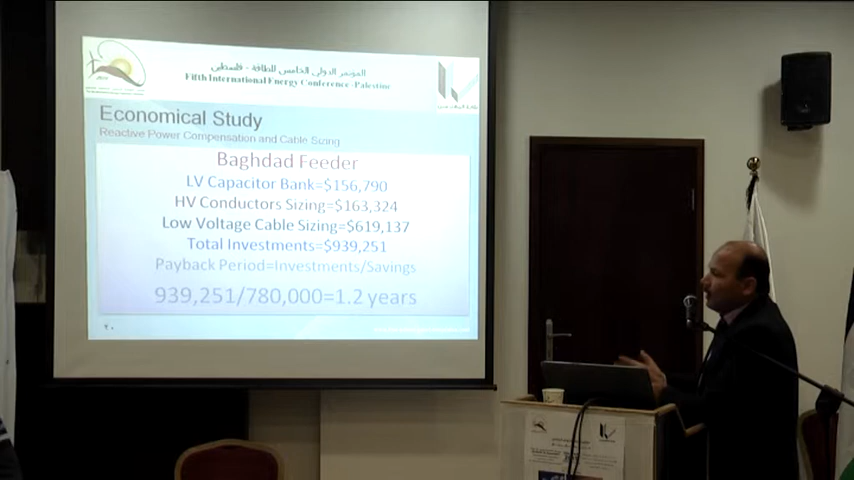 المؤتمر الدولي الخامس للطاقة - فلسطين
Fifth International Energy Conference -Palestine
Economical Study
Reactive Power Compensation and Cable Sizing
Baghdad Feeder
LV Capacitor Bank=$156,790
HV Conductors Sizing=$163,324
Low Voltage Cable Sizing=$619,137
Total Investments=$939,251
Payback Period=Investments/Savings
939,251/780,000=1.2 years
٢٠